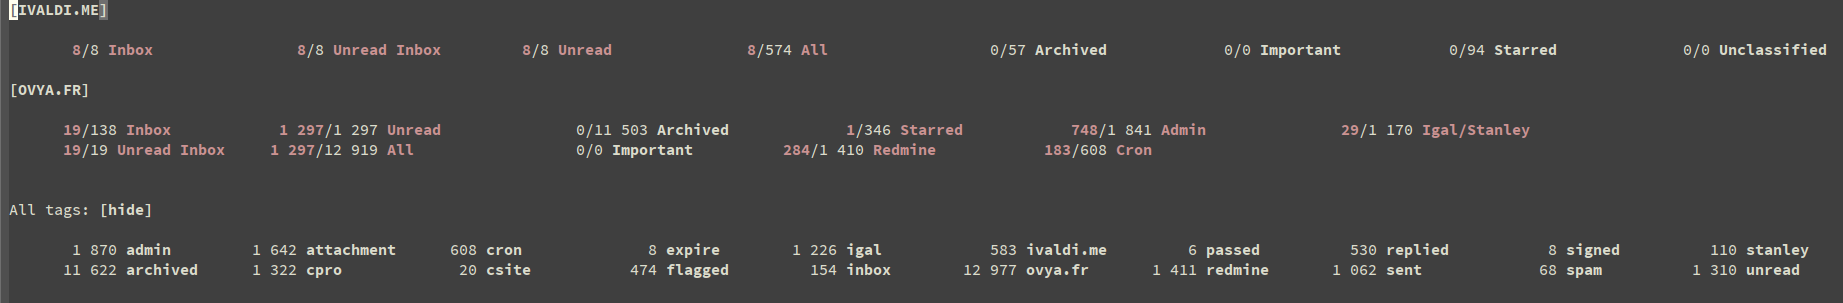 [IVALDI.ME]
8/8 Inbox 8/8 Unread Inbox 8/8 Unread 8/574 All 0/57 Archived 0/0 Important 0/94 Starred 0/0 Unclassified
[OVYA.FR]
19/138 Inbox 1 297/1 297 Unread 0/11 503 Archived 1/346 Starred 748/1 841 Admin 29/1 170 Igal/Stanley
19/19 Unread Inbox 1 297/12 919 All 0/0 Important 284/1 410 Redmine 183/608 Cron
All tags: [hide]
1 870 admin 1 642 attachment 608 cron 8 expire 1 226 igal 583 ivaldi.me 6 passed 530 replied 8 signed 110 stanley
11 622 archived 1 322 cpro 20 csite 474 flagged 154 inbox 12 977 ovya.fr 1 411 redmine 1 062 sent 68 spam 1 310 unread